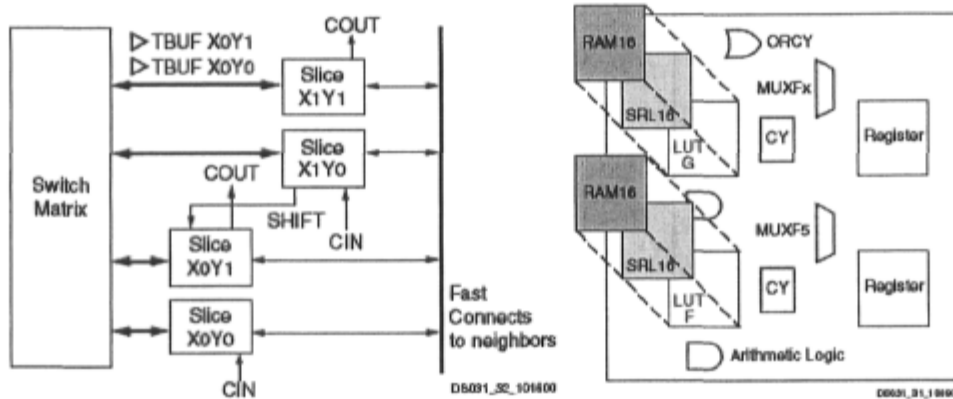 TBUF X0Y1
TBUF X0Y0
COUT
Slice
X1Y1
Slice
X1Y0
COUT
Switch
Matrix
SHIFT
CIN
Slice
X0Y1
Slice
X0Y0
CIN
Fast
Connects
to neighbors
DS031_32_101600
RAM16
SRL16
LUT
G
ORCY
MUXFx
CY
Register
RAM16
SRL16
LUT
F
MUXF5
CY
Register
Arithmetic Logic